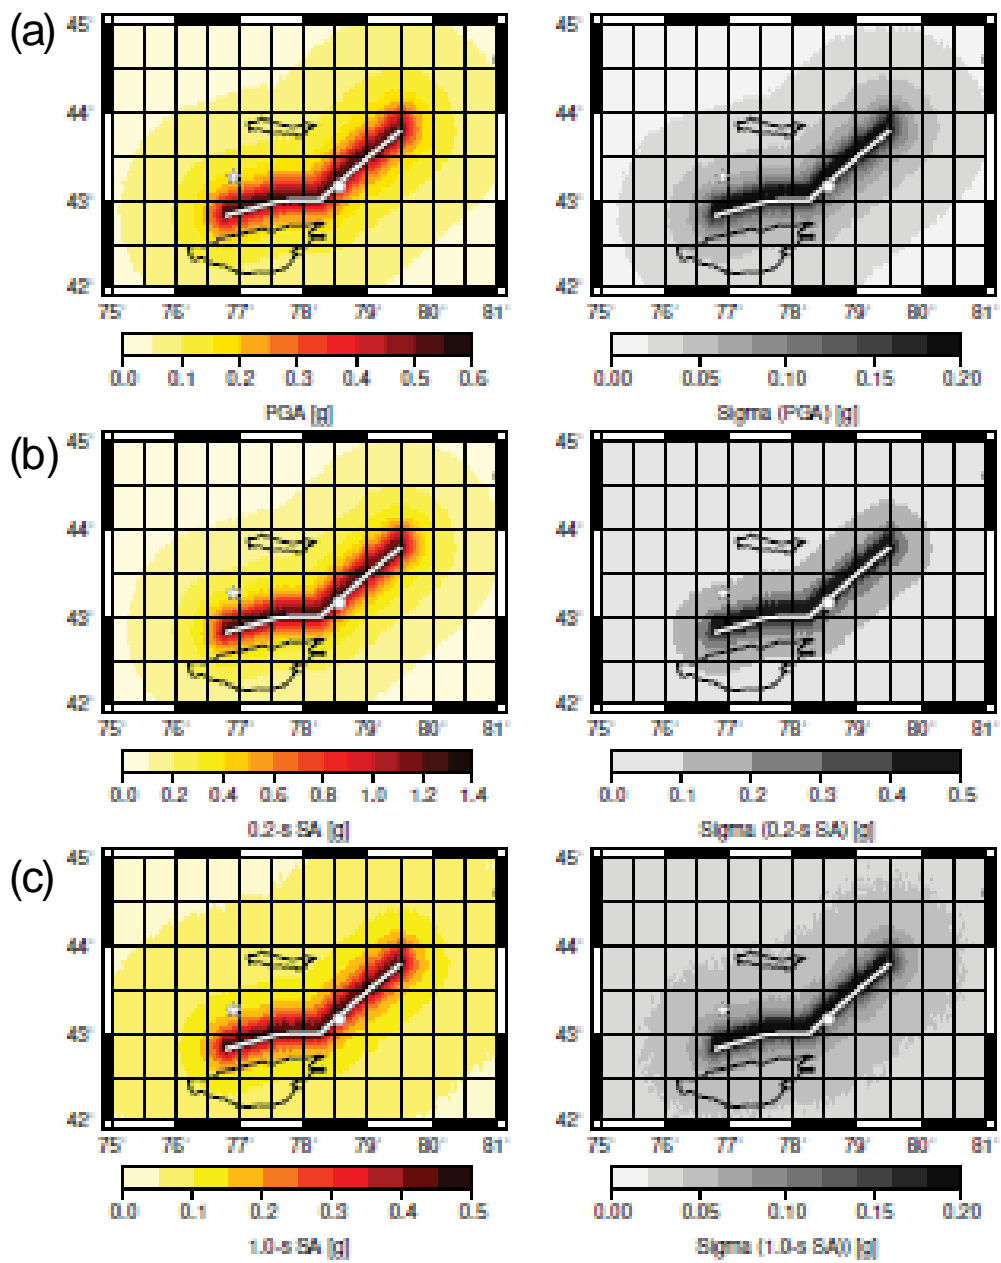 (a)
45° 44° 43° 42°
75° 76° 77° 78° 79° 80° 81°
0.0 0.1 0.2 0.3 0.4 0.5 0.6
PGA [g]
45° 44° 43° 42°
75° 76° 77° 78° 79° 80° 81°
0.00 0.05 0.10 0.15 0.20
Sigma (PGA) [g]
(b)
45° 44° 43° 42°
75° 76° 77° 78° 79° 80° 81°
0.0 0.2 0.4 0.6 0.8 1.0 1.2 1.4
0.2-s SA [g]
45° 44° 43° 42°
75° 76° 77° 78° 79° 80° 81°
0.0 0.1 0.2 0.3 0.4 0.5
Sigma (0.2-s SA) [g]
(c)
45° 44° 43° 42°
75° 76° 77° 78° 79° 80° 81°
0.0 0.1 0.2 0.3 0.4 0.5
1.0-s SA [g]
45° 44° 43° 42°
75° 76° 77° 78° 79° 80° 81°
0.00 0.05 0.10 0.15 0.20
Sigma (1.0-s SA)) [g]